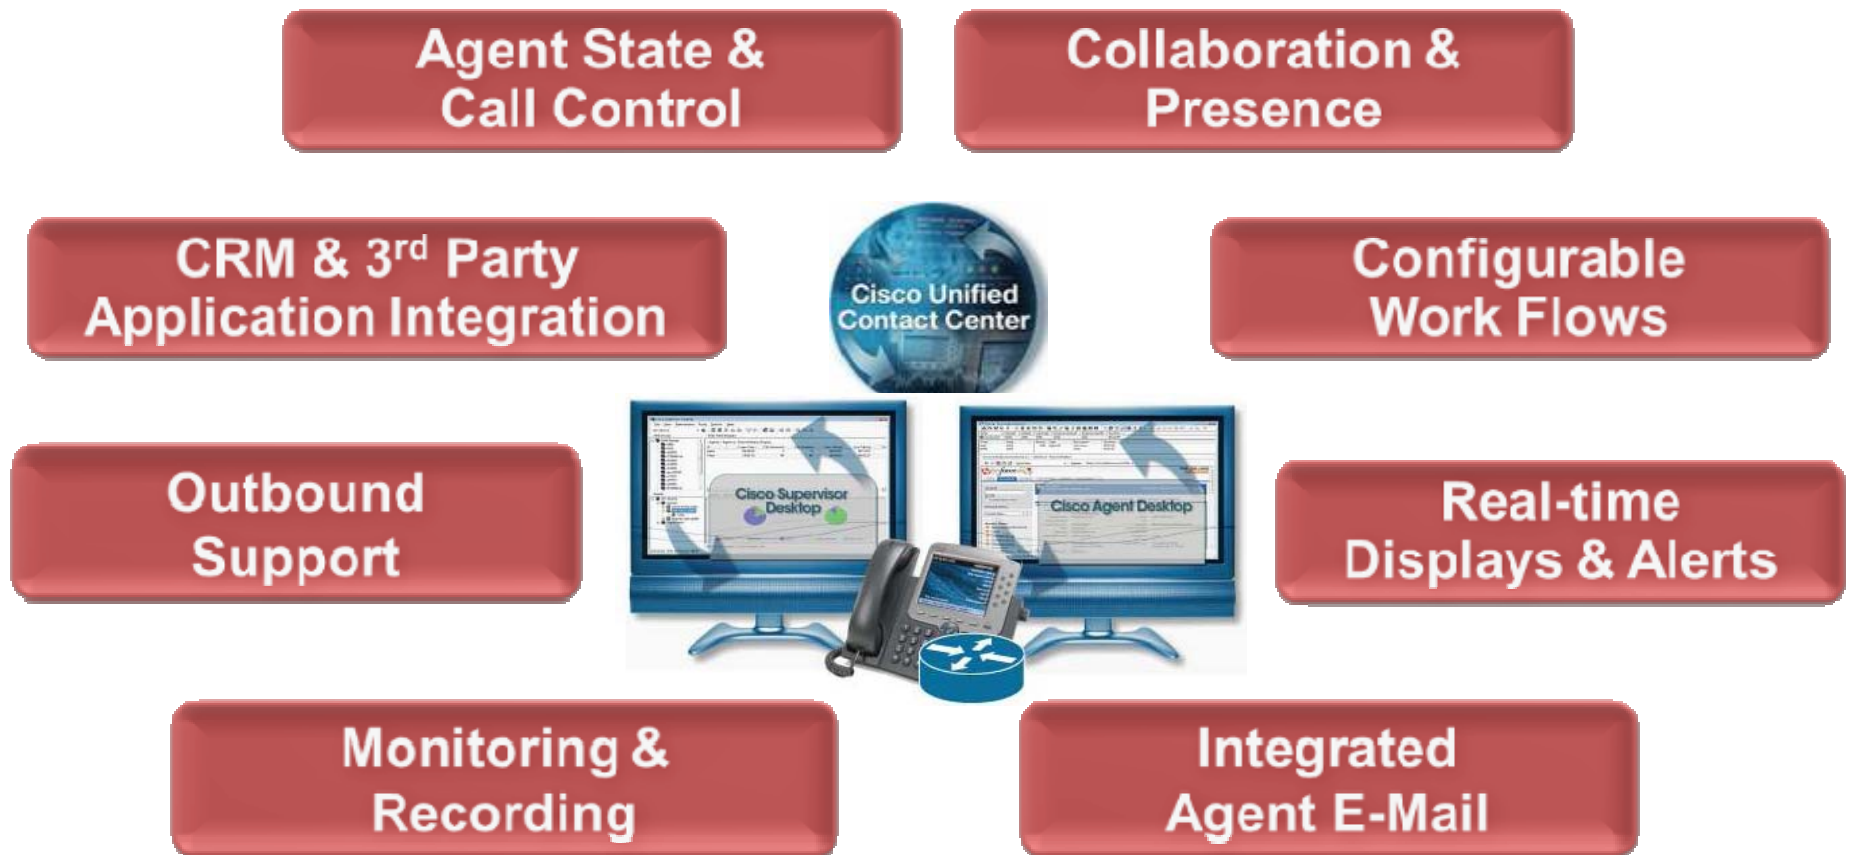 Agent State &
Call Control
Collaboration &
Presence
CRM & 3rd Party
Application Integration
Cisco Unified
Contact Center
Configurable
Work Flows
Outbound
Support
Cisco Supervisor
Desktop
Cisco Agent Desktop
Real-time
Displays & Alerts
Monitoring &
Recording
Integrated
Agent E-Mail